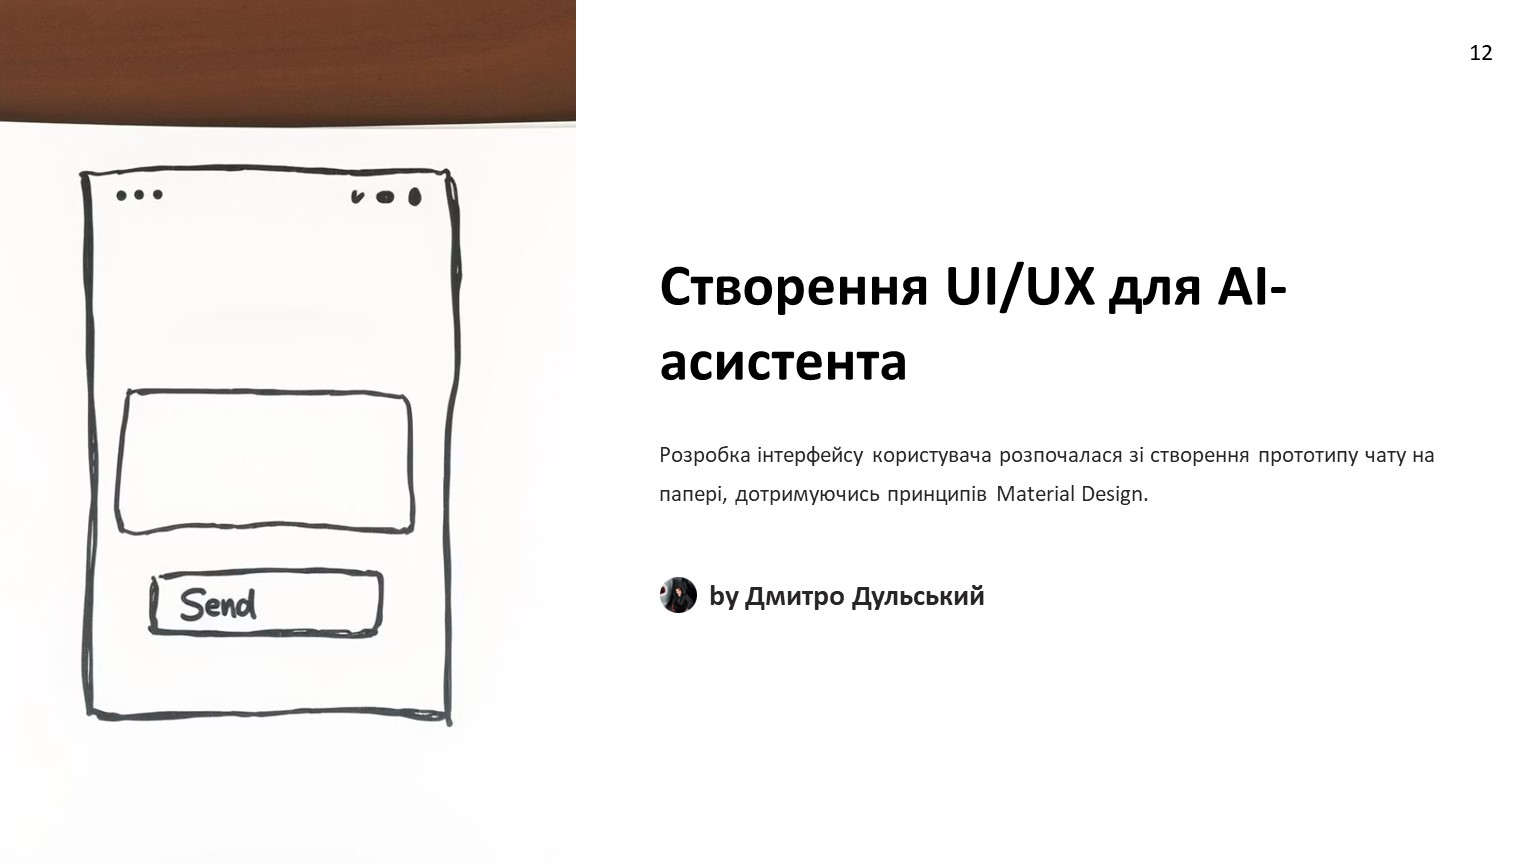 12
Створення UI/UX для AI-
асистента
Розробка інтерфейсу користувача розпочалася зі створення прототипу чату на
папері, дотримуючись принципів Material Design.
by Дмитро Дульський
Send